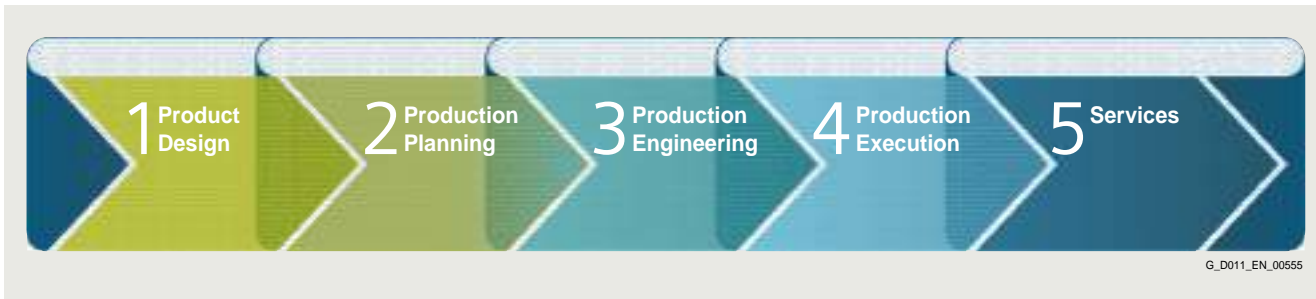 1 Product
Design
2 Production
Planning
3 Production
Engineering
4 Production
Execution
5 Services
G_D011_EN_00555